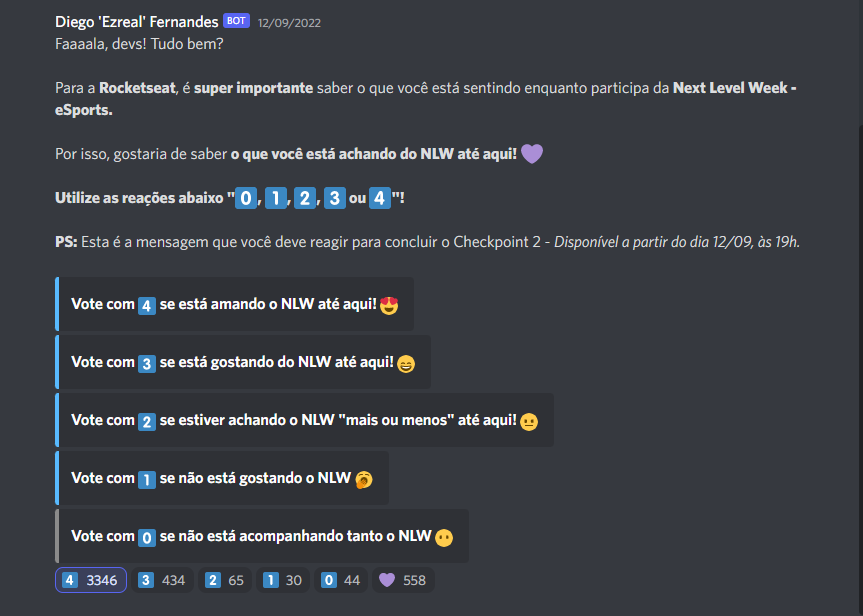 Diego 'Ezreal' Fernandes BOT 12/09/2022
Faaaala, devs! Tudo bem?
Para a Rocketseat, é super importante saber o que você está sentindo enquanto participa da Next Level Week -
eSports.
Por isso, gostaria de saber o que você está achando do NLW até aqui! 💜
Utilize as reações abaixo "0, 1, 2, 3 ou 4"!
PS: Esta é a mensagem que você deve reagir para concluir o Checkpoint 2 - Disponível a partir do dia 12/09, às 19h.
Vote com 4 se está amando o NLW até aqui! 😍
Vote com 3 se está gostando do NLW até aqui! 😄
Vote com 2 se estiver achando o NLW "mais ou menos" até aqui! 😐
Vote com 1 se não está gostando o NLW 🥱
Vote com 0 se não está acompanhando tanto o NLW 😶
4 3346 3 434 2 65 1 30 0 44 💜 558